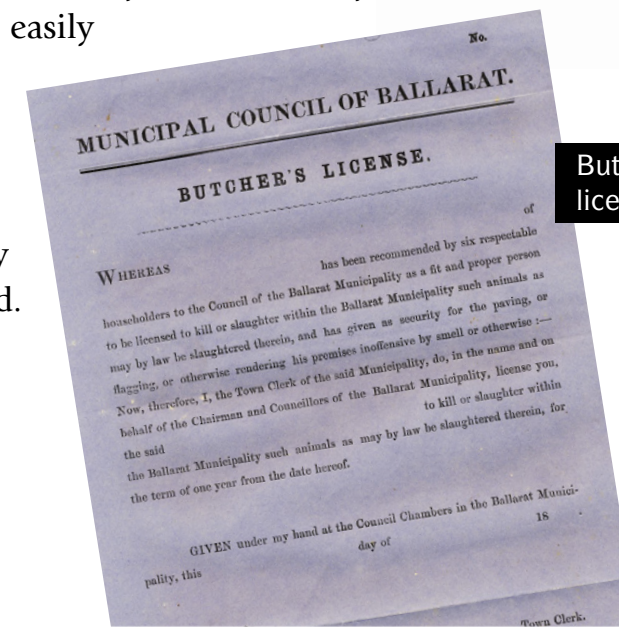 easily
No.
MUNICIPAL COUNCIL OF BALLARAT.
BUTCHER'S LICENSE.
WHEREAS of
has been recommended by six respectable
householders to the Council of the Ballarat Municipality as a fit and proper person
to be licensed to kill or slaughter within the Ballarat Municipality such animals as
may by law be slaughtered therein, and has given as security for the paving, or
flagging, or otherwise rendering his premises inoffensive by smell or otherwise :—
Now, therefore, I, the Town Clerk of the said Municipality, do, in the name and on
behalf of the Chairman and Councillors of the Ballarat Municipality, license you,
the said to kill or slaughter within
the Ballarat Municipality such animals as may by law be slaughtered therein, for
the term of one year from the date hereof.
GIVEN under my hand at the Council Chambers in the Ballarat Munici-
pality, this day of 18
Town Clerk.
But
lice
y
d.